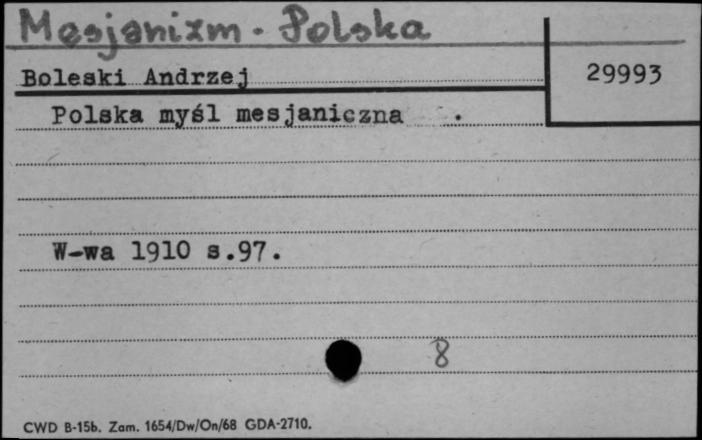 Mesjanizm - Polska
Boleski Andrzej
29993
Polska myśl mesjaniczna .
W-wa 1910 s.97.
8
CWD B-15b. Zam. 1654/Dw/On/68 GDA-2710.